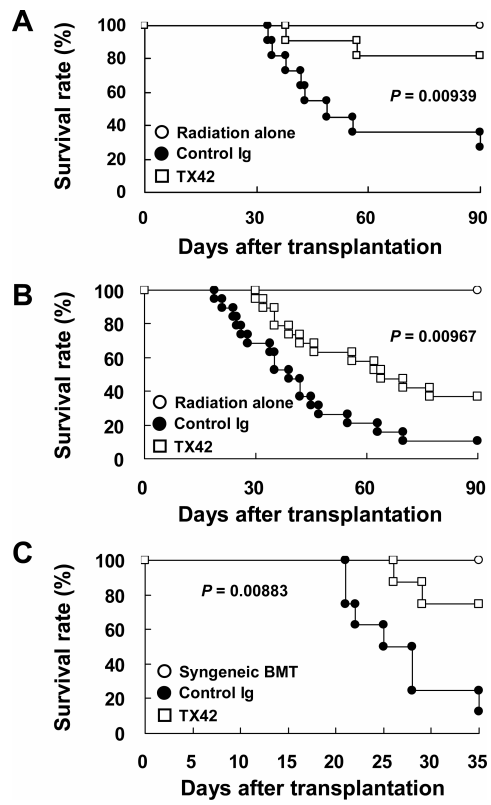 A
Survival rate (%)
100
80
60
40
20
0
P = 0.00939
Radiation alone
Control Ig
TX42
0 30 60 90
Days after transplantation
B
Survival rate (%)
100
80
60
40
20
0
P = 0.00967
Radiation alone
Control Ig
TX42
0 30 60 90
Days after transplantation
C
Survival rate (%)
100
80
60
40
20
0
P = 0.00883
Syngeneic BMT
Control Ig
TX42
0 5 10 15 20 25 30 35
Days after transplantation